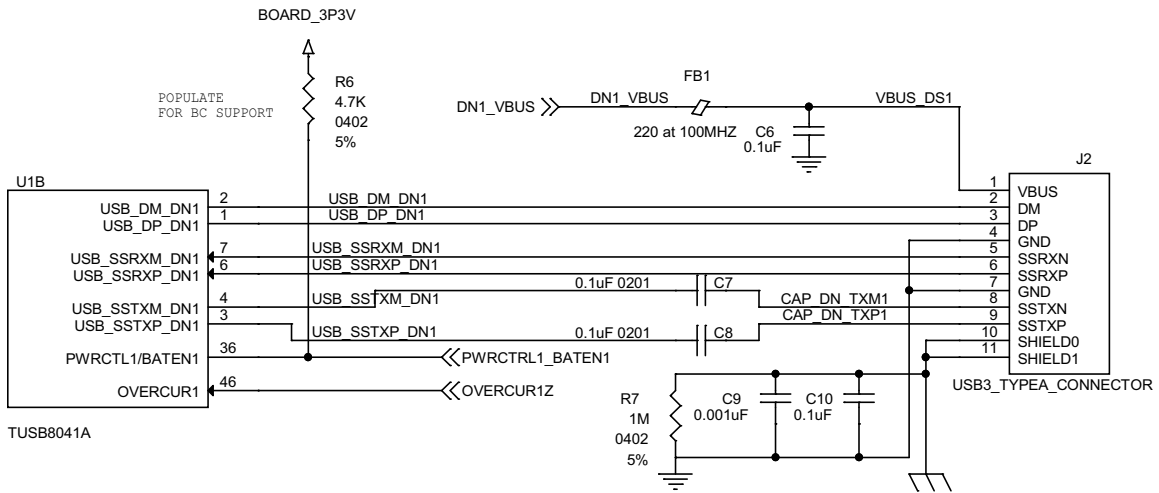 BOARD_3P3V
POPULATE
FOR BC SUPPORT
R6
4.7K
0402
5%
DN1_VBUS
DN1_VBUS
FB1
220 at 100MHZ
C6
0.1uF
VBUS_DS1
J2
U1B
USB_DM_DN1
2
USB_DM_DN1
1
VBUS
USB_DP_DN1
1
USB_DP_DN1
2
DM
3
DP
4
GND
USB_SSRXM_DN1
7
USB_SSRXM_DN1
5
SSRXN
USB_SSRXP_DN1
6
USB_SSRXP_DN1
6
SSRXP
0.1uF 0201
C7
7
GND
USB_SSTXM_DN1
4
USB_SSTXM_DN1
CAP_DN_TXM1
8
SSTXN
USB_SSTXP_DN1
3
USB_SSTXP_DN1
0.1uF 0201
C8
CAP_DN_TXP1
9
SSTXP
10
SHIELD0
11
SHIELD1
PWRCTL1/BATEN1
36
PWRCTRL1_BATEN1
OVERCUR1
46
OVERCUR1Z
USB3_TYPEA_CONNECTOR
R7
1M
0402
5%
C9
0.001uF
C10
0.1uF
TUSB8041A